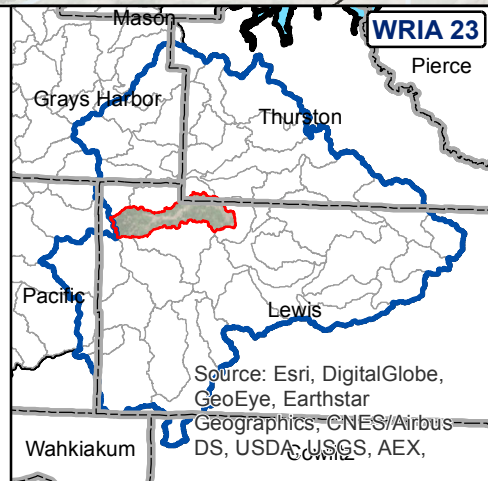 Mason
WRIA 23
Pierce
Grays Harbor
Thurston
Pacific
Lewis
Source: Esri, DigitalGlobe,
GeoEye, Earthstar
Geographics, CNES/Airbus
DS, USDA, USGS, AEX,
Wahkiakum
Cowlitz